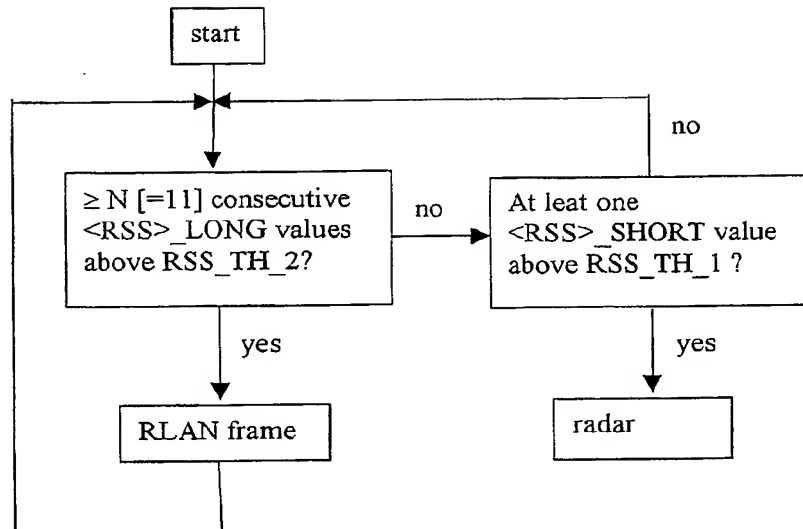 start
no
≥ N [=11] consecutive
<RSS>_LONG values
above RSS_TH_2?
no
At leat one
<RSS>_SHORT value
above RSS_TH_1 ?
yes
yes
RLAN frame
radar